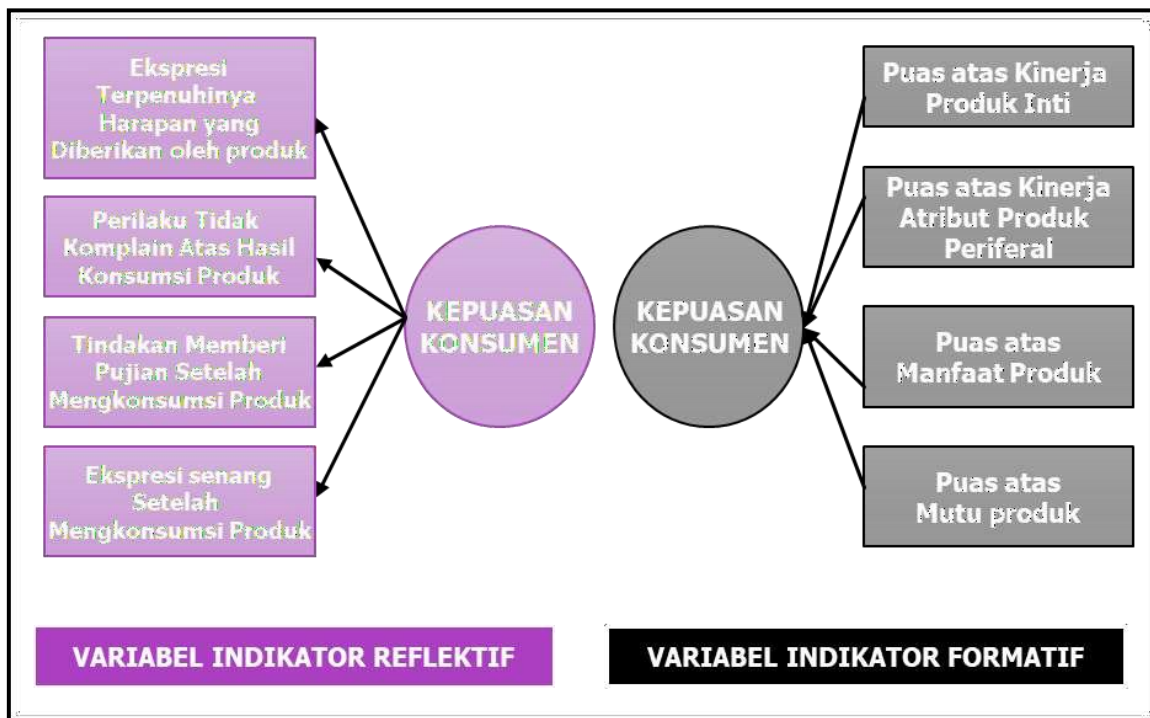 Ekspresi
Terpenuhinya
Harapan yang
Diberikan oleh produk
Perilaku Tidak
Komplain Atas Hasil
Konsumsi Produk
Tindakan Memberi
Pujian Setelah
Mengkonsumsi Produk
Ekspresi senang
Setelah
Mengkonsumsi Produk
KEPUASAN
KONSUMEN
KEPUASAN
KONSUMEN
Puas atas Kinerja
Produk Inti
Puas atas Kinerja
Atribut Produk
Periferal
Puas atas
Manfaat Produk
Puas atas
Mutu produk
VARIABEL INDIKATOR REFLEKTIF
VARIABEL INDIKATOR FORMATIF